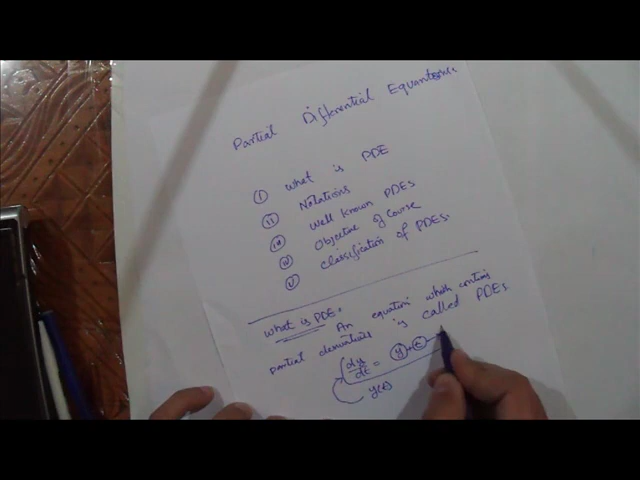 Partial Differential Equations.
(i) What is PDE
(ii) Notations
(iii) Well Known PDEs
(iv) Objective of Course
(v) Classification of PDEs.
What is PDE:
An equation which contains
partial derivatives is called PDEs
dy/dt = y + t
y(t)